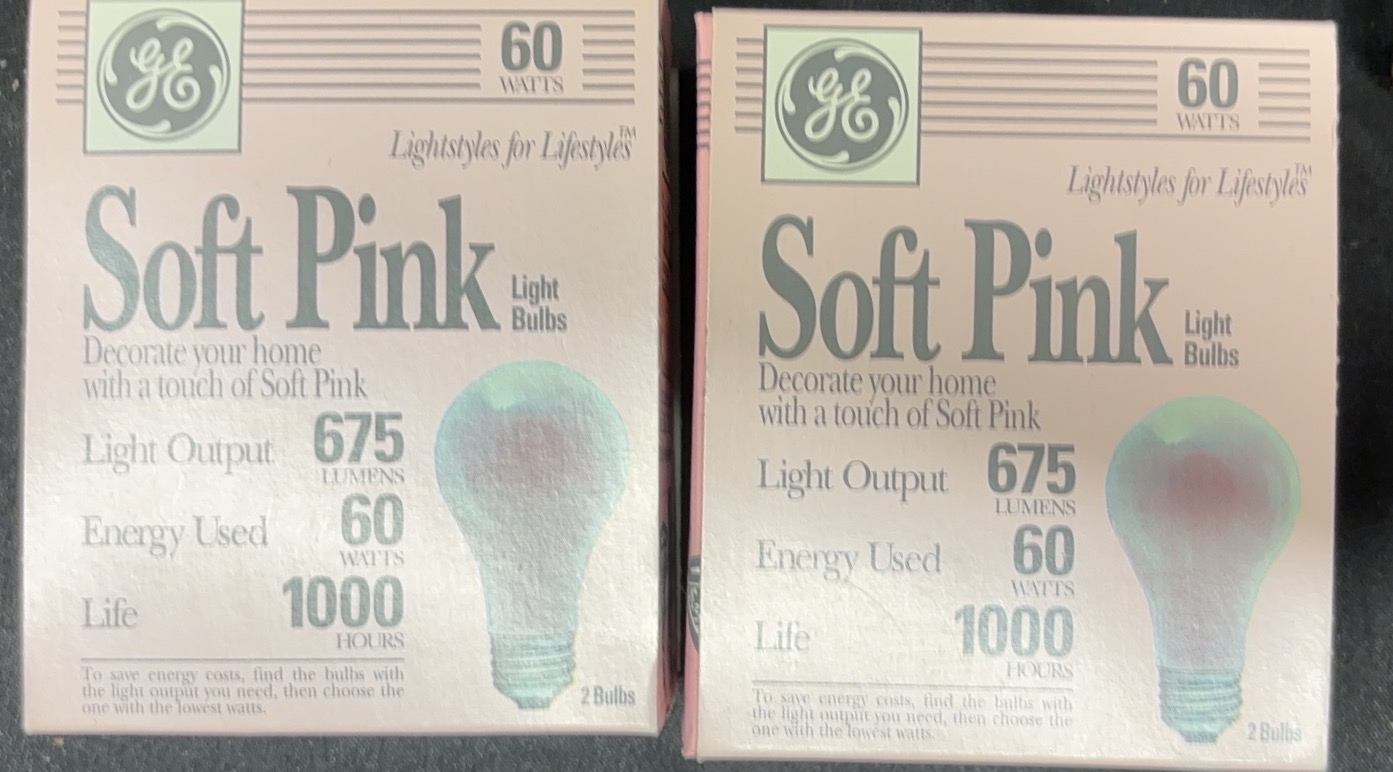 GE
60
WATTS
Lightstyles for Lifestyles™
Soft Pink
Light
Bulbs
Decorate your home
with a touch of Soft Pink
Light Output 675
LUMENS
Energy Used 60
WATTS
Life 1000
HOURS
To save energy costs, find the bulbs with
the light output you need, then choose the
one with the lowest watts.
2 Bulbs
GE
60
WATTS
Lightstyles for Lifestyles™
Soft Pink
Light
Bulbs
Decorate your home
with a touch of Soft Pink
Light Output 675
LUMENS
Energy Used 60
WATTS
Life 1000
HOURS
To save energy costs, find the bulbs with
the light output you need, then choose the
one with the lowest watts.
2 Bulbs